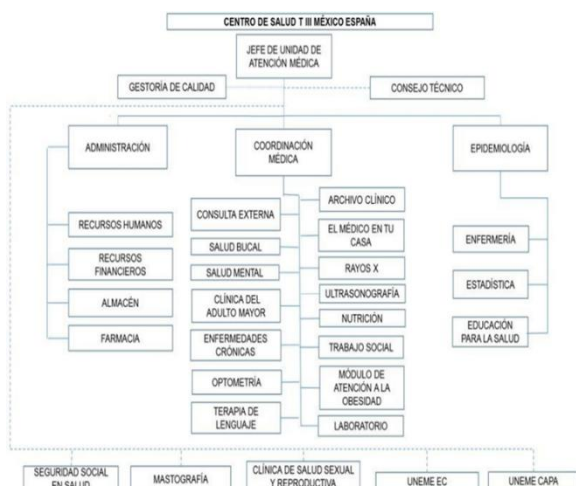 CENTRO DE SALUD T III MÉXICO ESPAÑA
JEFE DE UNIDAD DE
ATENCIÓN MÉDICA
GESTORÍA DE CALIDAD
CONSEJO TÉCNICO
ADMINISTRACIÓN
COORDINACIÓN
MÉDICA
EPIDEMIOLOGÍA
RECURSOS HUMANOS
RECURSOS
FINANCIEROS
ALMACÉN
FARMACIA
CONSULTA EXTERNA
SALUD BUCAL
SALUD MENTAL
CLÍNICA DEL
ADULTO MAYOR
ENFERMEDADES
CRÓNICAS
OPTOMETRÍA
TERAPIA DE
LENGUAJE
ARCHIVO CLÍNICO
EL MÉDICO EN TU
CASA
RAYOS X
ULTRASONOGRAFÍA
NUTRICIÓN
TRABAJO SOCIAL
MÓDULO DE
ATENCIÓN A LA
OBESIDAD
LABORATORIO
ENFERMERÍA
ESTADÍSTICA
EDUCACIÓN
PARA LA SALUD
SEGURIDAD SOCIAL
EN SALUD
MASTOGRAFÍA
CLÍNICA DE SALUD SEXUAL
Y REPRODUCTIVA
UNEME EC
UNEME CAPA